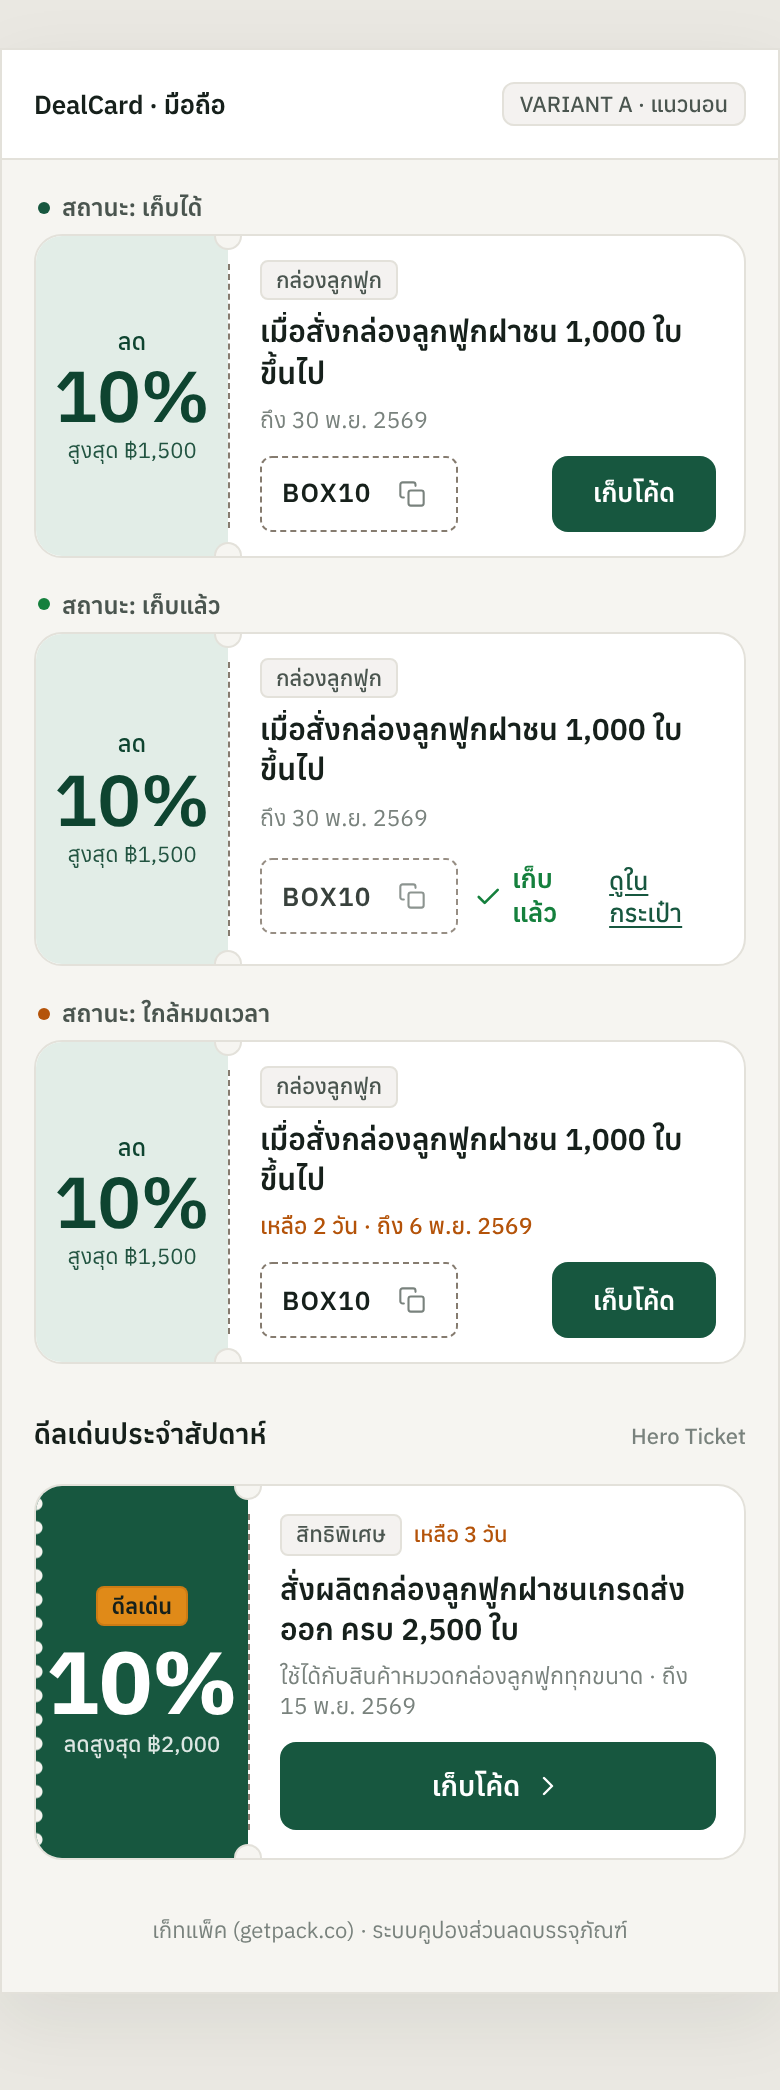 DealCard · มือถือ
VARIANT A · แนวนอน
สถานะ: เก็บได้
ลด
10%
สูงสุด ฿1,500
กล่องลูกฟูก
เมื่อสั่งกล่องลูกฟูกฝาชน 1,000 ใบ
ขึ้นไป
ถึง 30 พ.ย. 2569
BOX10
เก็บโค้ด
สถานะ: เก็บแล้ว
ลด
10%
สูงสุด ฿1,500
กล่องลูกฟูก
เมื่อสั่งกล่องลูกฟูกฝาชน 1,000 ใบ
ขึ้นไป
ถึง 30 พ.ย. 2569
BOX10
เก็บ
แล้ว
ดูใน
กระเป๋า
สถานะ: ใกล้หมดเวลา
ลด
10%
สูงสุด ฿1,500
กล่องลูกฟูก
เมื่อสั่งกล่องลูกฟูกฝาชน 1,000 ใบ
ขึ้นไป
เหลือ 2 วัน · ถึง 6 พ.ย. 2569
BOX10
เก็บโค้ด
ดีลเด่นประจำสัปดาห์
Hero Ticket
ดีลเด่น
10%
ลดสูงสุด ฿2,000
สิทธิพิเศษ
เหลือ 3 วัน
สั่งผลิตกล่องลูกฟูกฝาชนเกรดส่ง
ออก ครบ 2,500 ใบ
ใช้ได้กับสินค้าหมวดกล่องลูกฟูกทุกขนาด · ถึง
15 พ.ย. 2569
เก็บโค้ด
เก็ทแพ็ค (getpack.co) · ระบบคูปองส่วนลดบรรจุภัณฑ์